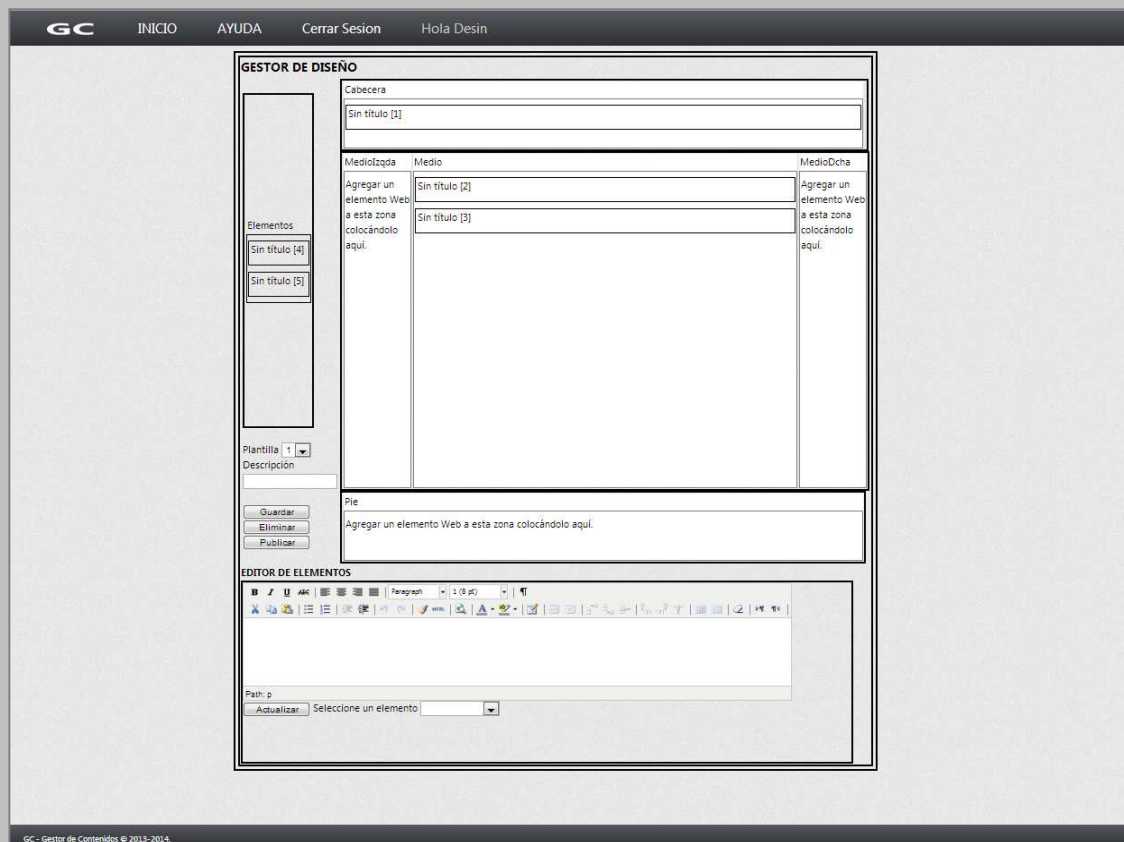 GC INICIO AYUDA Cerrar Sesion Hola Desin
GESTOR DE DISEÑO
Cabecera
Sin título [1]
MedioIzqda Medio MedioDcha
Agregar un elemento Web a esta zona colocándolo aquí.
Sin título [2]
Sin título [3]
Agregar un elemento Web a esta zona colocándolo aquí.
Elementos
Sin título [4]
Sin título [5]
Plantilla 1
Descripción
Guardar
Eliminar
Publicar
Pie
Agregar un elemento Web a esta zona colocándolo aquí.
EDITOR DE ELEMENTOS
B I U ABC Paragraph 1 (8 pt) ¶
HTML A
Path: p
Actualizar Seleccione un elemento
GC - Gestor de Contenidos © 2013-2014.